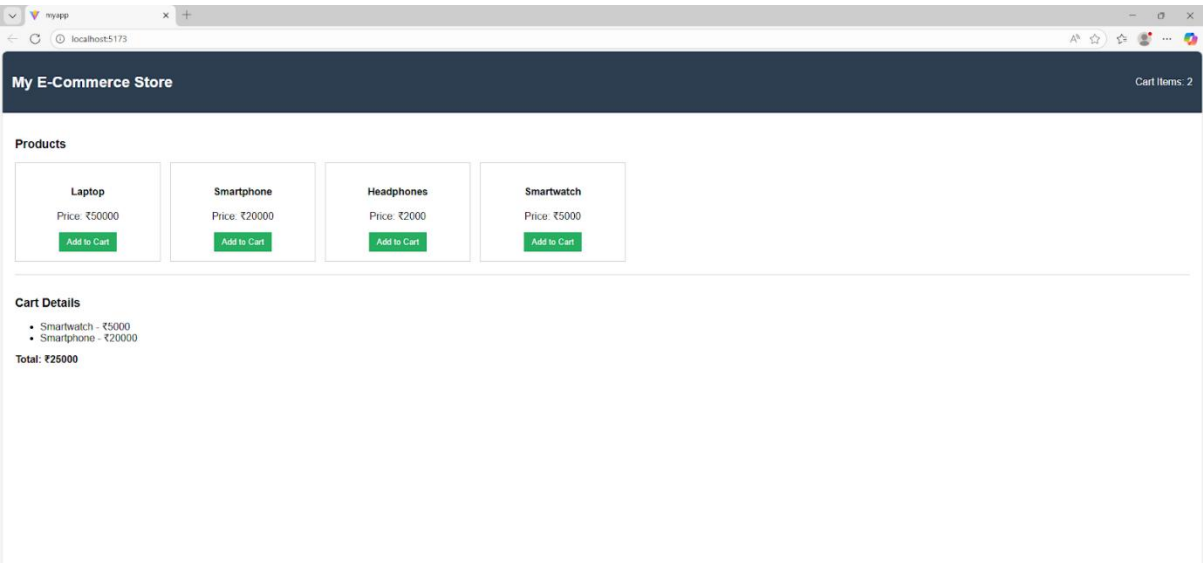 myapp
localhost:5173
My E-Commerce Store
Cart Items: 2
Products
Laptop
Price: ₹50000
Add to Cart
Smartphone
Price: ₹20000
Add to Cart
Headphones
Price: ₹2000
Add to Cart
Smartwatch
Price: ₹5000
Add to Cart
Cart Details
• Smartwatch - ₹5000
• Smartphone - ₹20000
Total: ₹25000